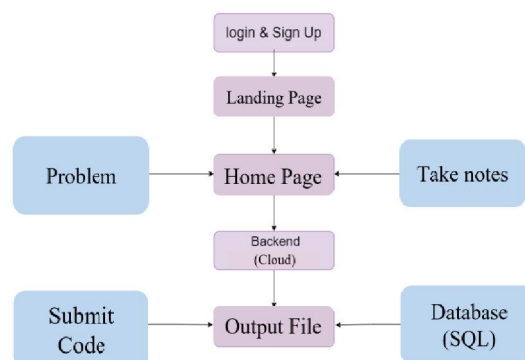 login & Sign Up
Landing Page
Problem
Home Page
Take notes
Backend
(Cloud)
Submit
Code
Output File
Database
(SQL)